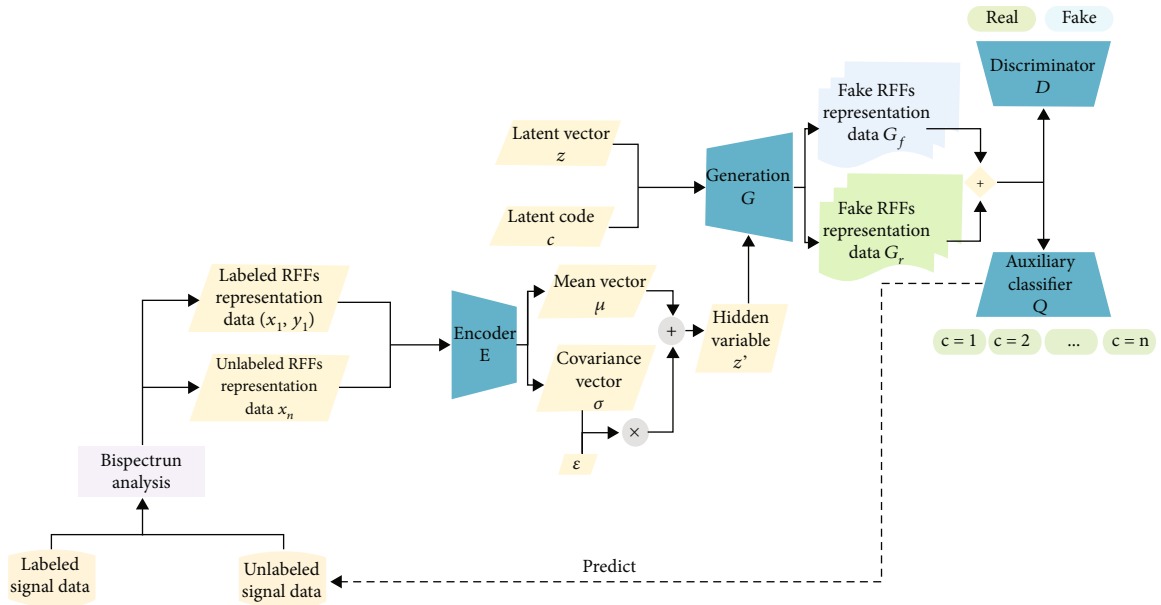 Real
Fake
Discriminator
D
Fake RFFs
representation
data G_f
Latent vector
z
Generation
G
+
Latent code
c
Fake RFFs
representation
data G_r
Auxiliary
classifier
Q
Labeled RFFs
representation
data (x_1, y_1)
Mean vector
μ
Encoder
E
+
Hidden
variable
z’
c = 1
c = 2
...
c = n
Unlabeled RFFs
representation
data x_n
Covariance
vector
σ
×
ε
Bispectrun
analysis
Labeled
signal data
Unlabeled
signal data
Predict